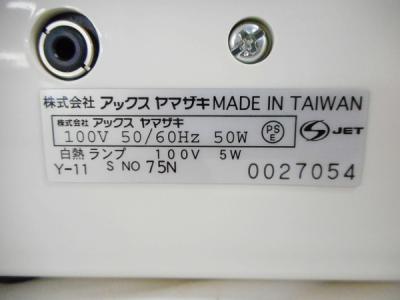 株式会社 アックス ヤマザキ MADE IN TAIWAN
株式会社 アックス ヤマザキ
100V 50/60Hz 50W PS E JET
白熱 ランプ 100V 5W
Y-11 S NO 75N 0027054